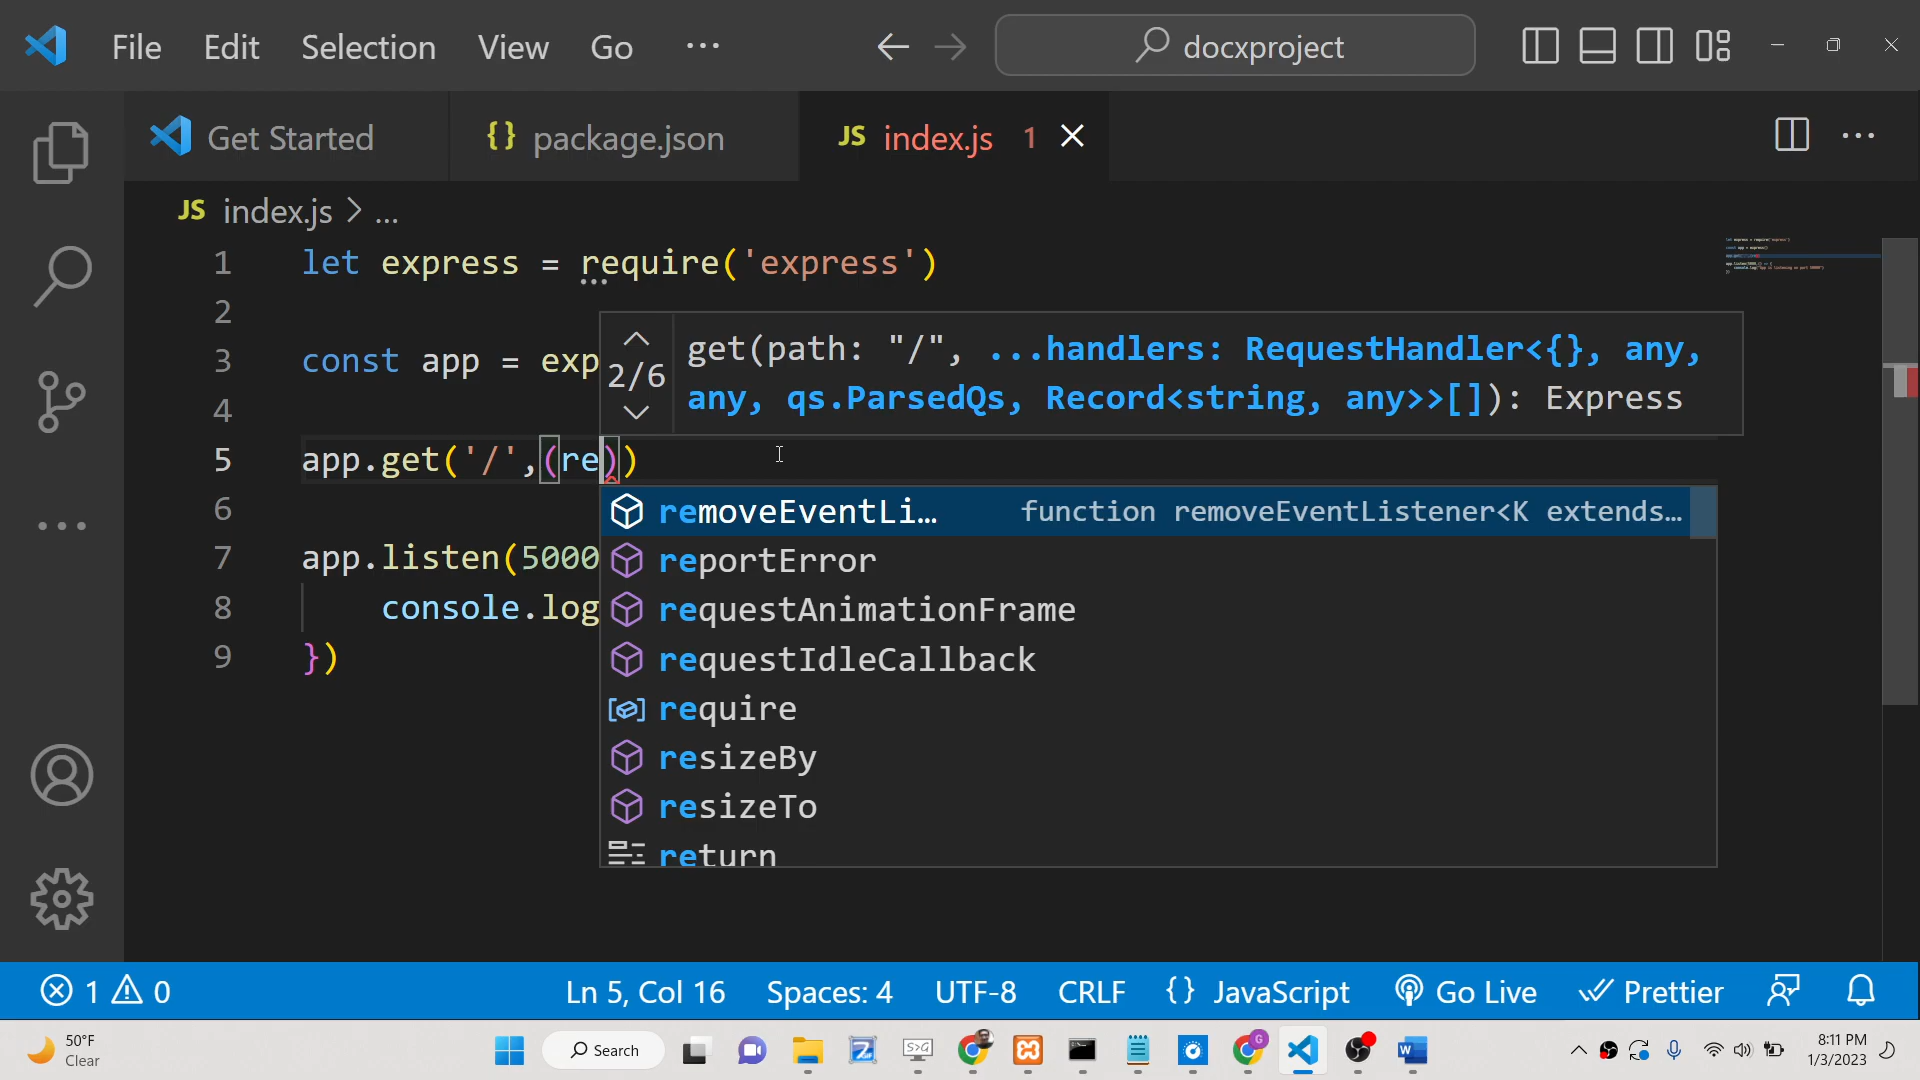 File Edit Selection View Go ... docxproject
Get Started {} package.json JS index.js 1
JS index.js > ...
1 let express = require('express')
2
3 const app = exp
4
5 app.get('/',(re))
6
7 app.listen(5000
8 console.log
9 })
2/6
get(path: "/", ...handlers: RequestHandler<{}, any,
any, qs.ParsedQs, Record<string, any>>[]): Express
removeEventLi... function removeEventListener<K extends...
reportError
requestAnimationFrame
requestIdleCallback
require
resizeBy
resizeTo
return
1 0 Ln 5, Col 16 Spaces: 4 UTF-8 CRLF {} JavaScript Go Live Prettier
50°F
Clear
Search
8:11 PM
1/3/2023